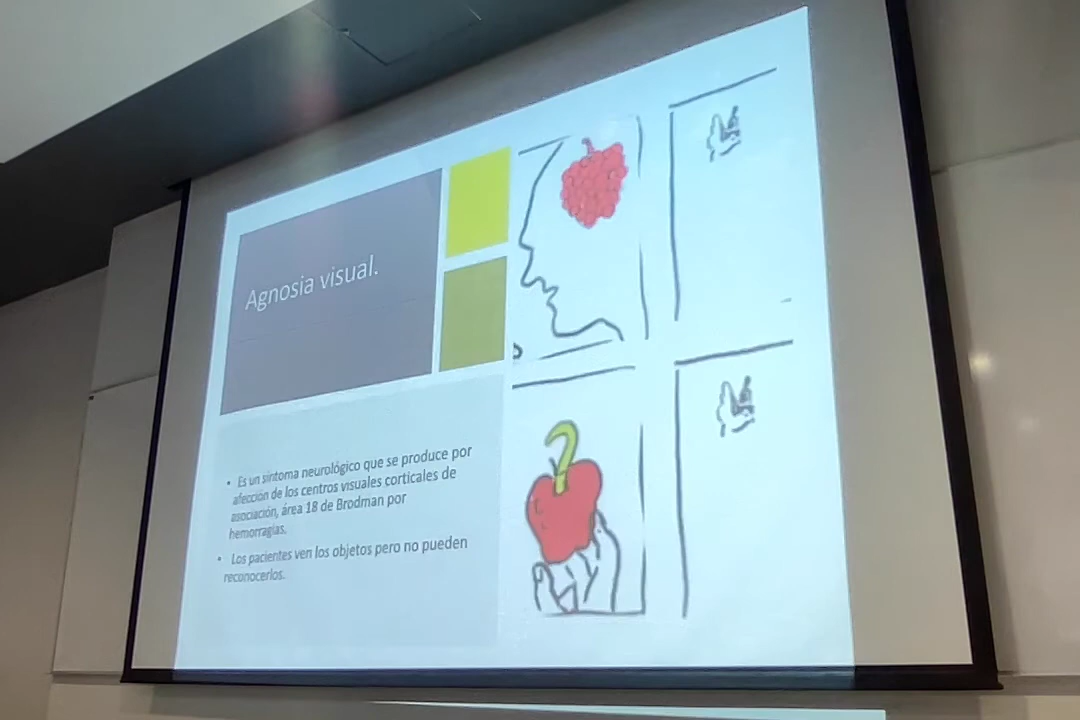 Agnosia visual.
• Es un síntoma neurológico que se produce por
afección de los centros visuales corticales de
asociación, área 18 de Brodman por
hemorragias.
• Los pacientes ven los objetos pero no pueden
reconocerlos.